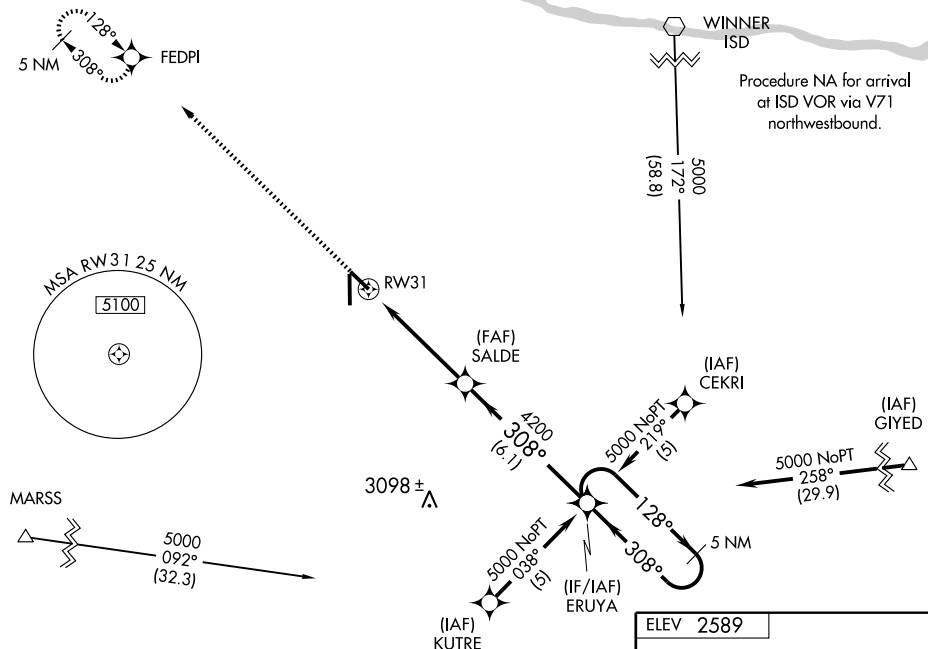 128°
308°
5 NM
FEDPI
WINNER
ISD
Procedure NA for arrival
at ISD VOR via V71
northwestbound.
5000
172°
(58.8)
MSA RW31 25 NM
5100
RW31
(FAF)
SALDE
(IAF)
CEKRI
(IAF)
GIYED
4200
308°
(6.1)
5000 NoPT
219°
(5)
5000 NoPT
258°
(29.9)
3098 ±
MARSS
5000
092°
(32.3)
128°
308°
5 NM
5000 NoPT
038°
(5)
(IF/IAF)
ERUYA
(IAF)
KUTRE
ELEV 2589